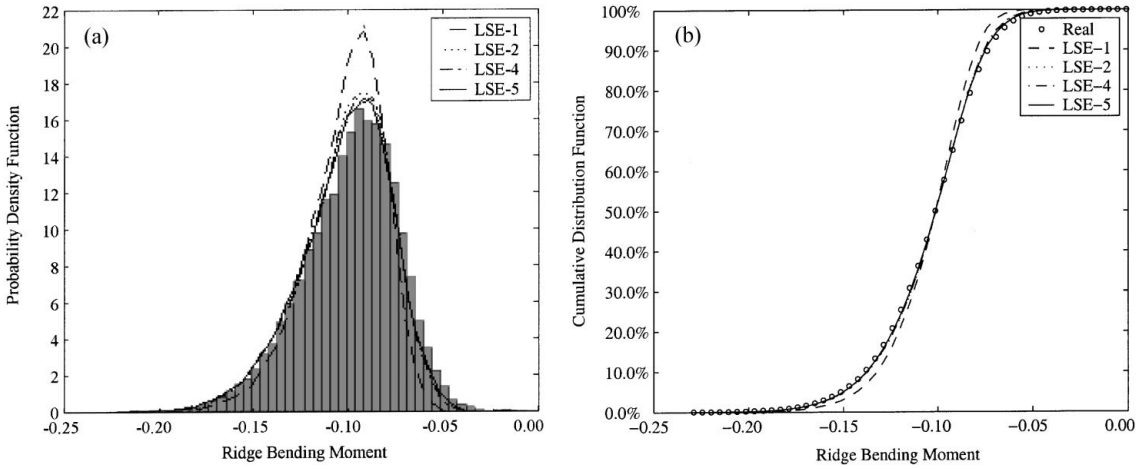 (a)
LSE-1
LSE-2
LSE-4
LSE-5
Probability Density Function
22
20
18
16
14
12
10
8
6
4
2
0
-0.25 -0.20 -0.15 -0.10 -0.05 0.00
Ridge Bending Moment
(b)
Real
LSE-1
LSE-2
LSE-4
LSE-5
Cumulative Distribution Function
100%
90.0%
80.0%
70.0%
60.0%
50.0%
40.0%
30.0%
20.0%
10.0%
0.0%
-0.25 -0.20 -0.15 -0.10 -0.05 0.00
Ridge Bending Moment